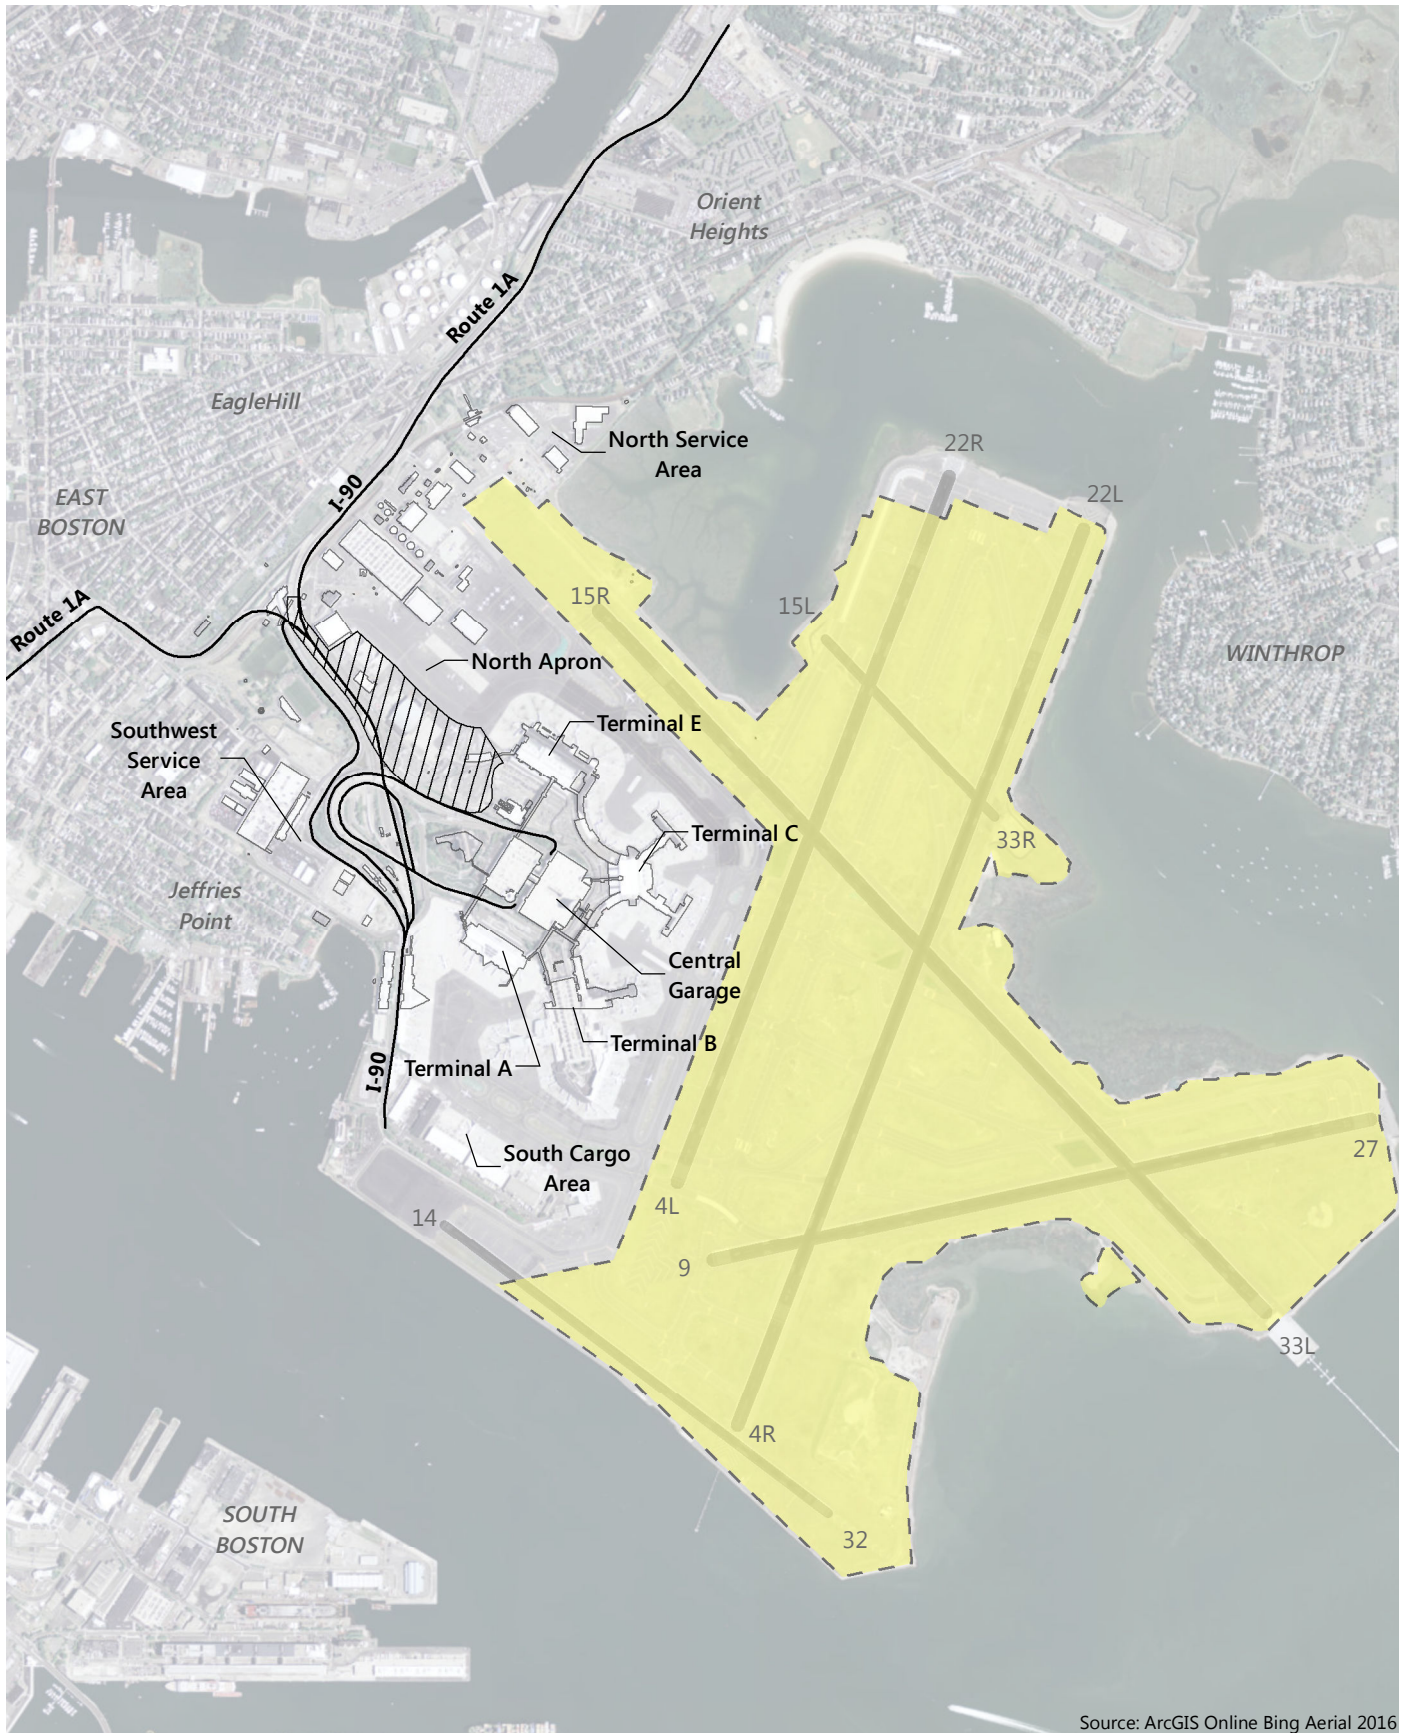 Orient
Heights
Route 1A
EagleHill
North Service
Area
22R
22L
I-90
EAST
BOSTON
15R
15L
Route 1A
WINTHROP
North Apron
Southwest
Service
Area
Terminal E
Terminal C
33R
Jeffries
Point
Central
Garage
Terminal B
Terminal A
I-90
27
South Cargo
Area
4L
14
9
33L
4R
SOUTH
BOSTON
32
Source: ArcGIS Online Bing Aerial 2016